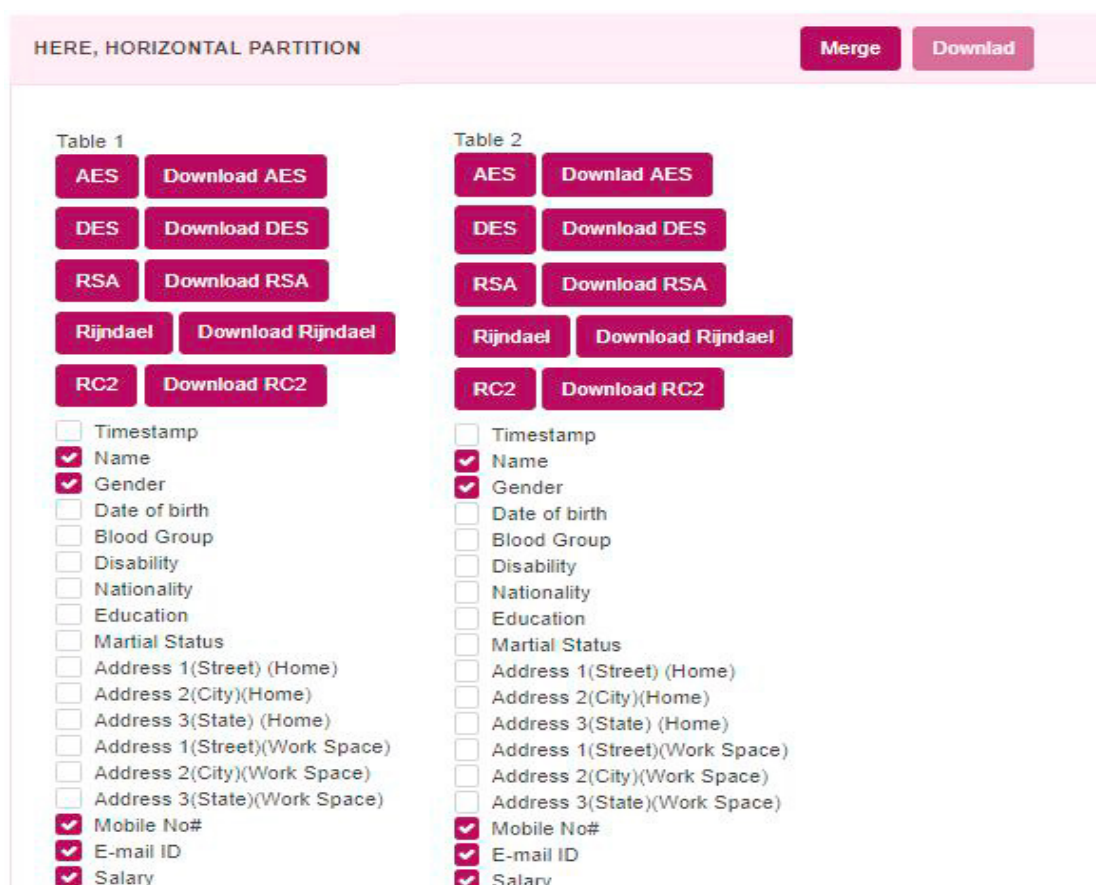 HERE, HORIZONTAL PARTITION
Merge
Downlad
Table 1
AES Download AES
DES Download DES
RSA Download RSA
Rijndael Download Rijndael
RC2 Download RC2
Timestamp
Name
Gender
Date of birth
Blood Group
Disability
Nationality
Education
Martial Status
Address 1(Street) (Home)
Address 2(City)(Home)
Address 3(State) (Home)
Address 1(Street)(Work Space)
Address 2(City)(Work Space)
Address 3(State)(Work Space)
Mobile No#
E-mail ID
Salary
Table 2
AES Downlad AES
DES Download DES
RSA Download RSA
Rijndael Download Rijndael
RC2 Download RC2
Timestamp
Name
Gender
Date of birth
Blood Group
Disability
Nationality
Education
Martial Status
Address 1(Street) (Home)
Address 2(City)(Home)
Address 3(State) (Home)
Address 1(Street)(Work Space)
Address 2(City)(Work Space)
Address 3(State)(Work Space)
Mobile No#
E-mail ID
Salary